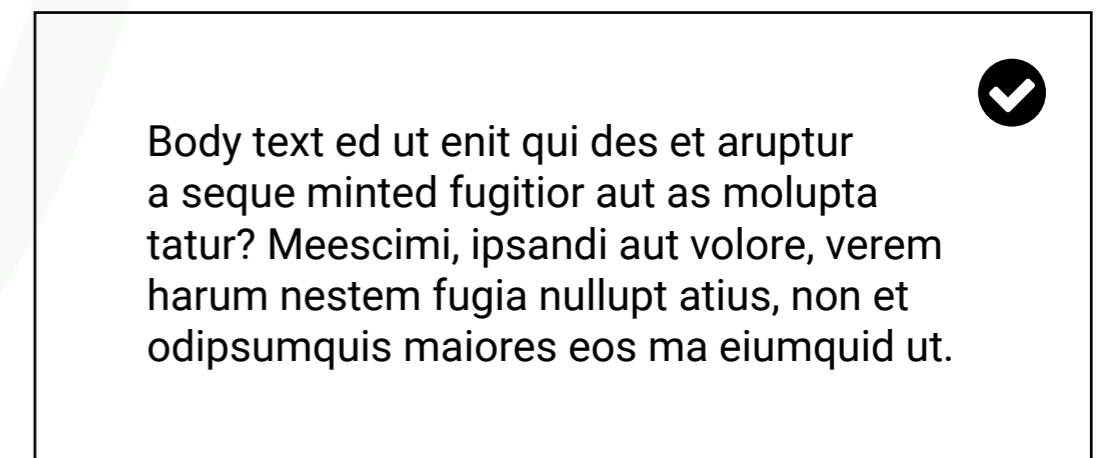 Body text ed ut enit qui des et aruptur
a seque minted fugitior aut as molupta
tatur? Meescimi, ipsandi aut volore, verem
harum nestem fugia nullupt atius, non et
odipsumquis maiores eos ma eiumquid ut.